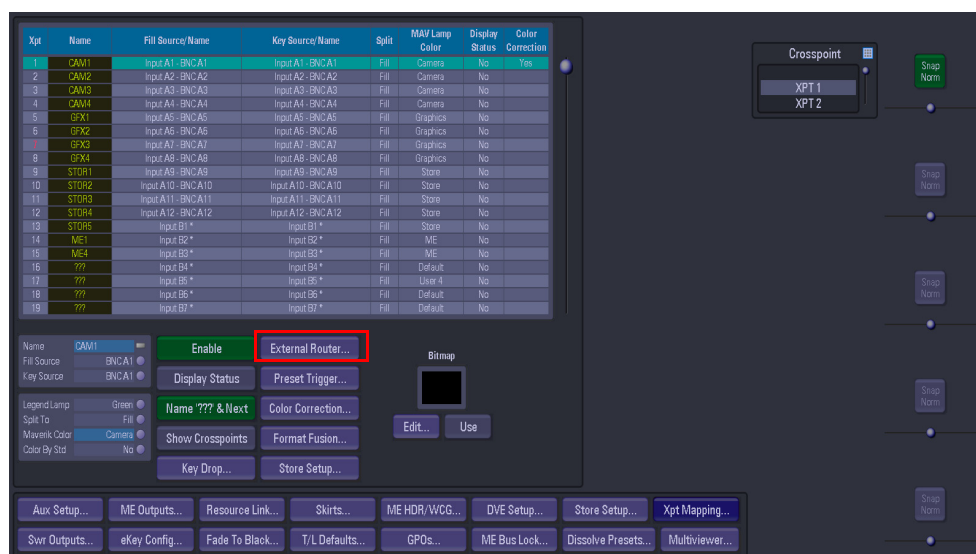 Xpt Name Fill Source/Name Key Source/Name Split MAV Lamp Color Display Status Color Correction
1 CAM1 Input A1 - BNC A1 Input A1 - BNC A1 Fill Camera No Yes
2 CAM2 Input A2 - BNC A2 Input A2 - BNC A2 Fill Camera No
3 CAM3 Input A3 - BNC A3 Input A3 - BNC A3 Fill Camera No
4 CAM4 Input A4 - BNC A4 Input A4 - BNC A4 Fill Camera No
5 GFX1 Input A5 - BNC A5 Input A5 - BNC A5 Fill Graphics No
6 GFX2 Input A6 - BNC A6 Input A6 - BNC A6 Fill Graphics No
GFX3 Input A7 - BNC A7 Input A7 - BNC A7 Fill Graphics No
8 GFX4 Input A8 - BNC A8 Input A8 - BNC A8 Fill Graphics No
9 STOR1 Input A9 - BNC A9 Input A9 - BNC A9 Fill Store No
10 STOR2 Input A10 - BNC A10 Input A10 - BNC A10 Fill Store No
11 STOR3 Input A11 - BNC A11 Input A11 - BNC A11 Fill Store No
12 STOR4 Input A12 - BNC A12 Input A12 - BNC A12 Fill Store No
13 STOR5 Input B1 * Input B1 * Fill Store No
14 ME1 Input B2 * Input B2 * Fill ME No
15 ME4 Input B3 * Input B3 * Fill ME No
16 ??? Input B4 * Input B4 * Fill Default No
17 ??? Input B5 * Input B5 * Fill User 4 No
18 ??? Input B6 * Input B6 * Fill Default No
19 ??? Input B7 * Input B7 * Fill Default No
Crosspoint
XPT 1
XPT 2
Snap Norm
Snap Norm
Snap Norm
Snap Norm
Snap Norm
Name CAM1
Fill Source BNC A1
Key Source BNC A1
Legend Lamp Green
Split To Fill
Maverik Color Camera
Color By Std No
Enable External Router...
Display Status Preset Trigger...
Name '???' & Next Color Correction...
Show Crosspoints Format Fusion...
Key Drop... Store Setup...
Bitmap
Edit... Use
Aux Setup... ME Outputs... Resource Link... Skirts... ME HDR/WCG... DVE Setup... Store Setup... Xpt Mapping...
Swr Outputs... eKey Config... Fade To Black... T/L Defaults... GPOs... ME Bus Lock... Dissolve Presets... Multiviewer...